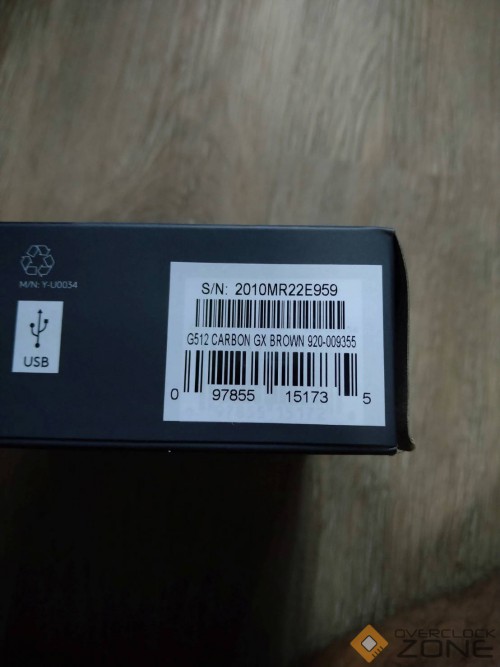 M/N: Y-U0034
USB
S/N: 2010MR22E959
G512 CARBON GX BROWN 920-009355
0 97855 15173 5
OVERCLOCK
ZONE